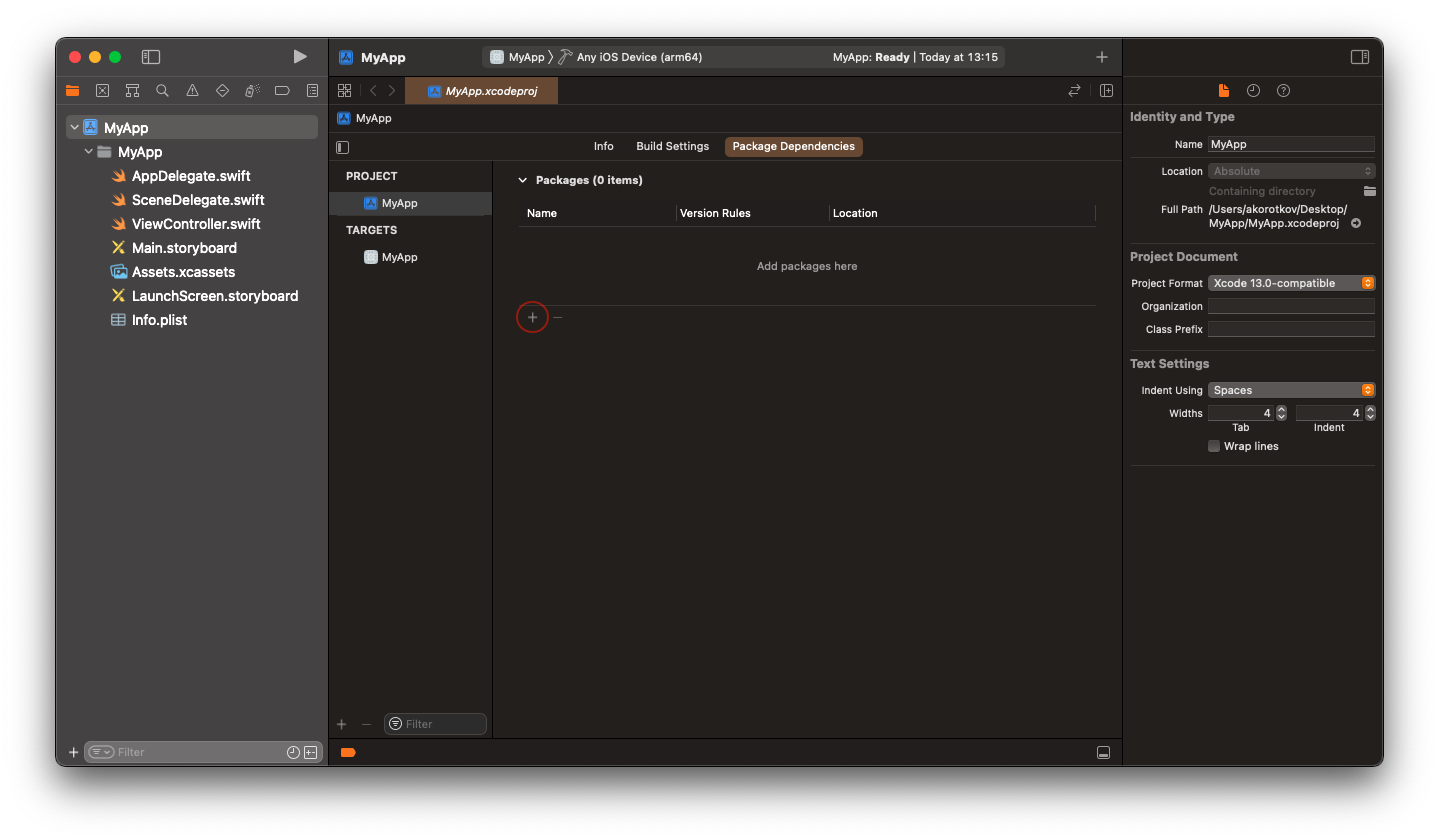 MyApp
MyApp
AppDelegate.swift
SceneDelegate.swift
ViewController.swift
Main.storyboard
Assets.xcassets
LaunchScreen.storyboard
Info.plist
Filter
MyApp
MyApp Any iOS Device (arm64) MyApp: Ready | Today at 13:15
MyApp.xcodeproj
MyApp
Info Build Settings Package Dependencies
PROJECT
MyApp
TARGETS
MyApp
Filter
Packages (0 items)
Name Version Rules Location
Add packages here
Identity and Type
Name MyApp
Location Absolute
Containing directory
Full Path /Users/akorotkov/Desktop/
MyApp/MyApp.xcodeproj
Project Document
Project Format Xcode 13.0-compatible
Organization
Class Prefix
Text Settings
Indent Using Spaces
Widths 4 4
Tab Indent
Wrap lines